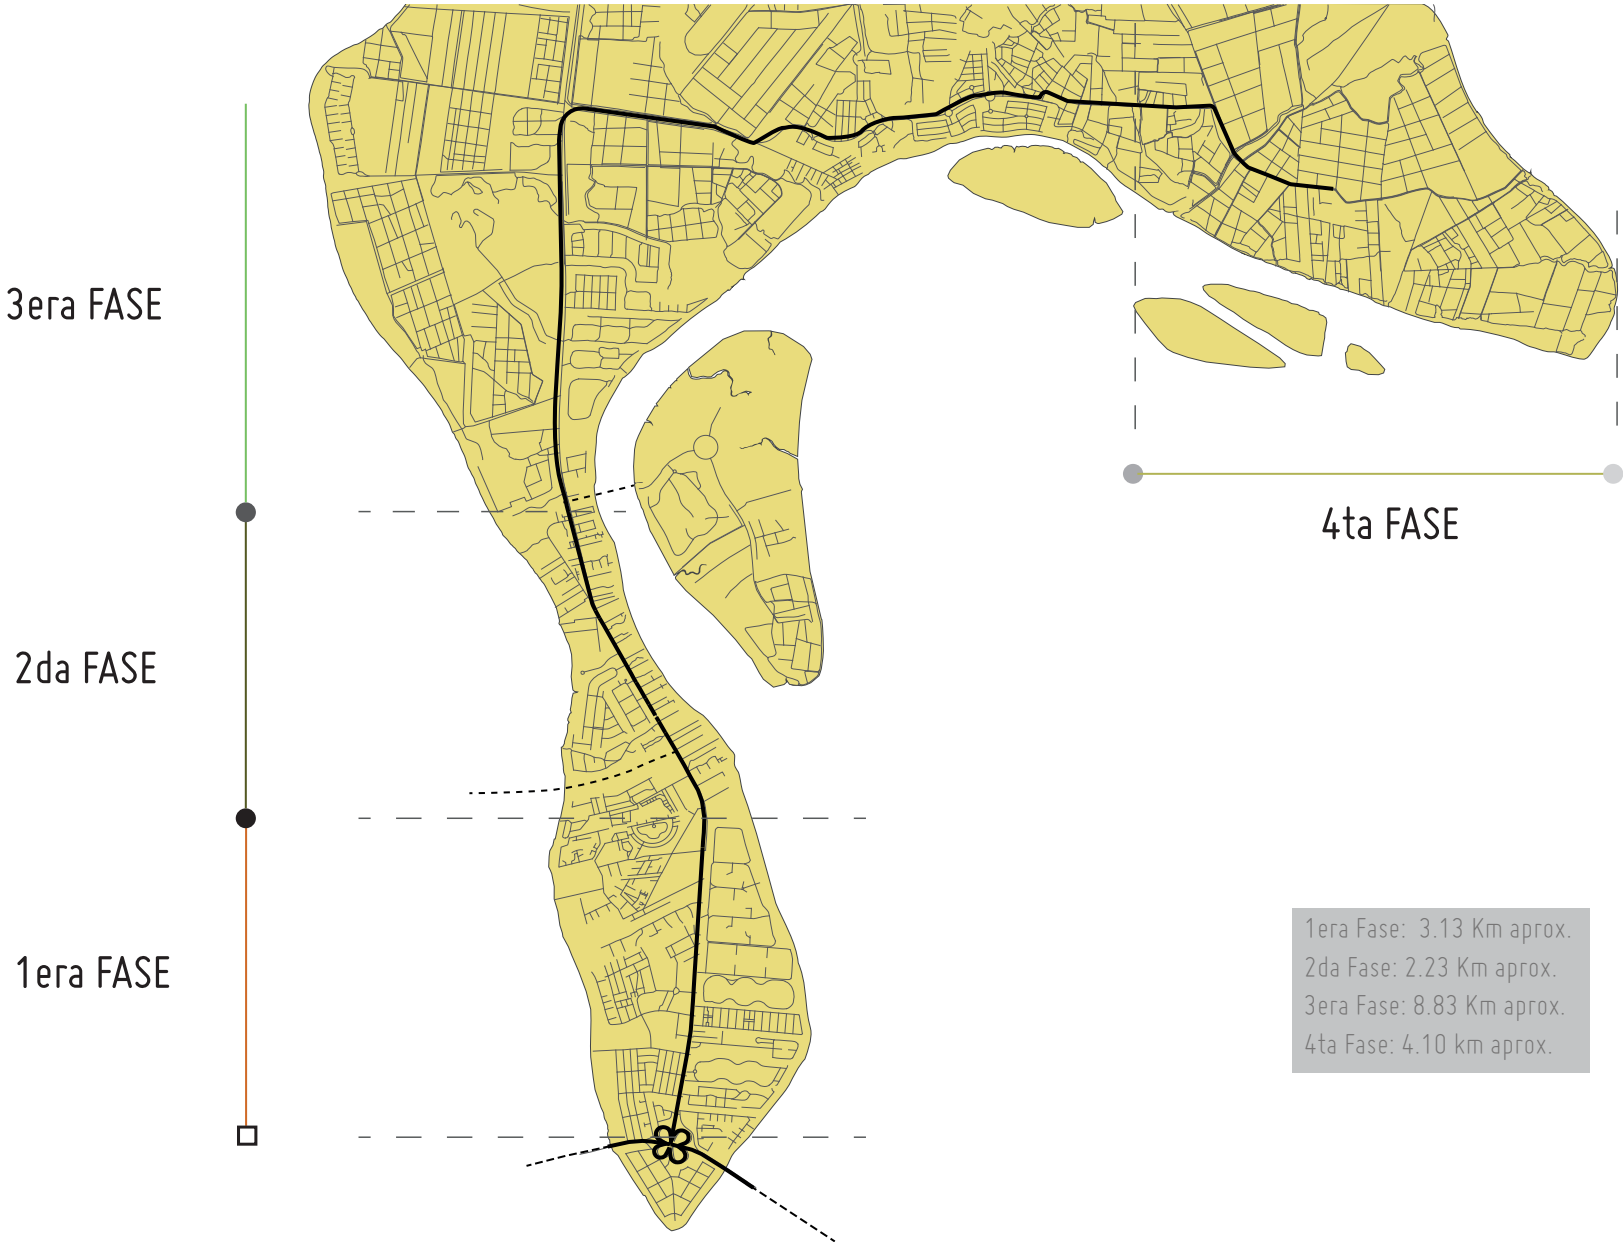 3era FASE
4ta FASE
2da FASE
1era FASE
1era Fase: 3.13 Km aprox.
2da Fase: 2.23 Km aprox.
3era Fase: 8.83 Km aprox.
4ta Fase: 4.10 km aprox.